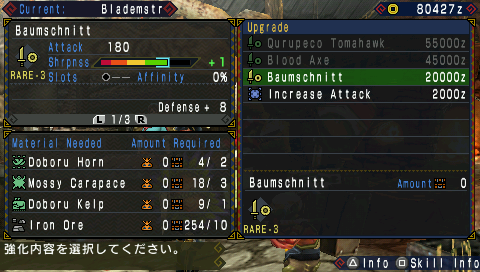 Current: Blademstr
80427z
Baumschnitt
Attack 180
Shrpnss +1
RARE-3 Slots Affinity 0%
Defense+ 8
L 1/3 R
Upgrade
Qurupeco Tomahawk 55000z
Blood Axe 45000z
Baumschnitt 20000z
Increase Attack 2000z
Material Needed Amount Required
Doboru Horn 0 4/ 2
Mossy Carapace 0 18/ 3
Doboru Kelp 0 9/ 1
Iron Ore 0 254/10
Baumschnitt Amount 0
RARE-3
強化内容を選択してください。
Info Skill info